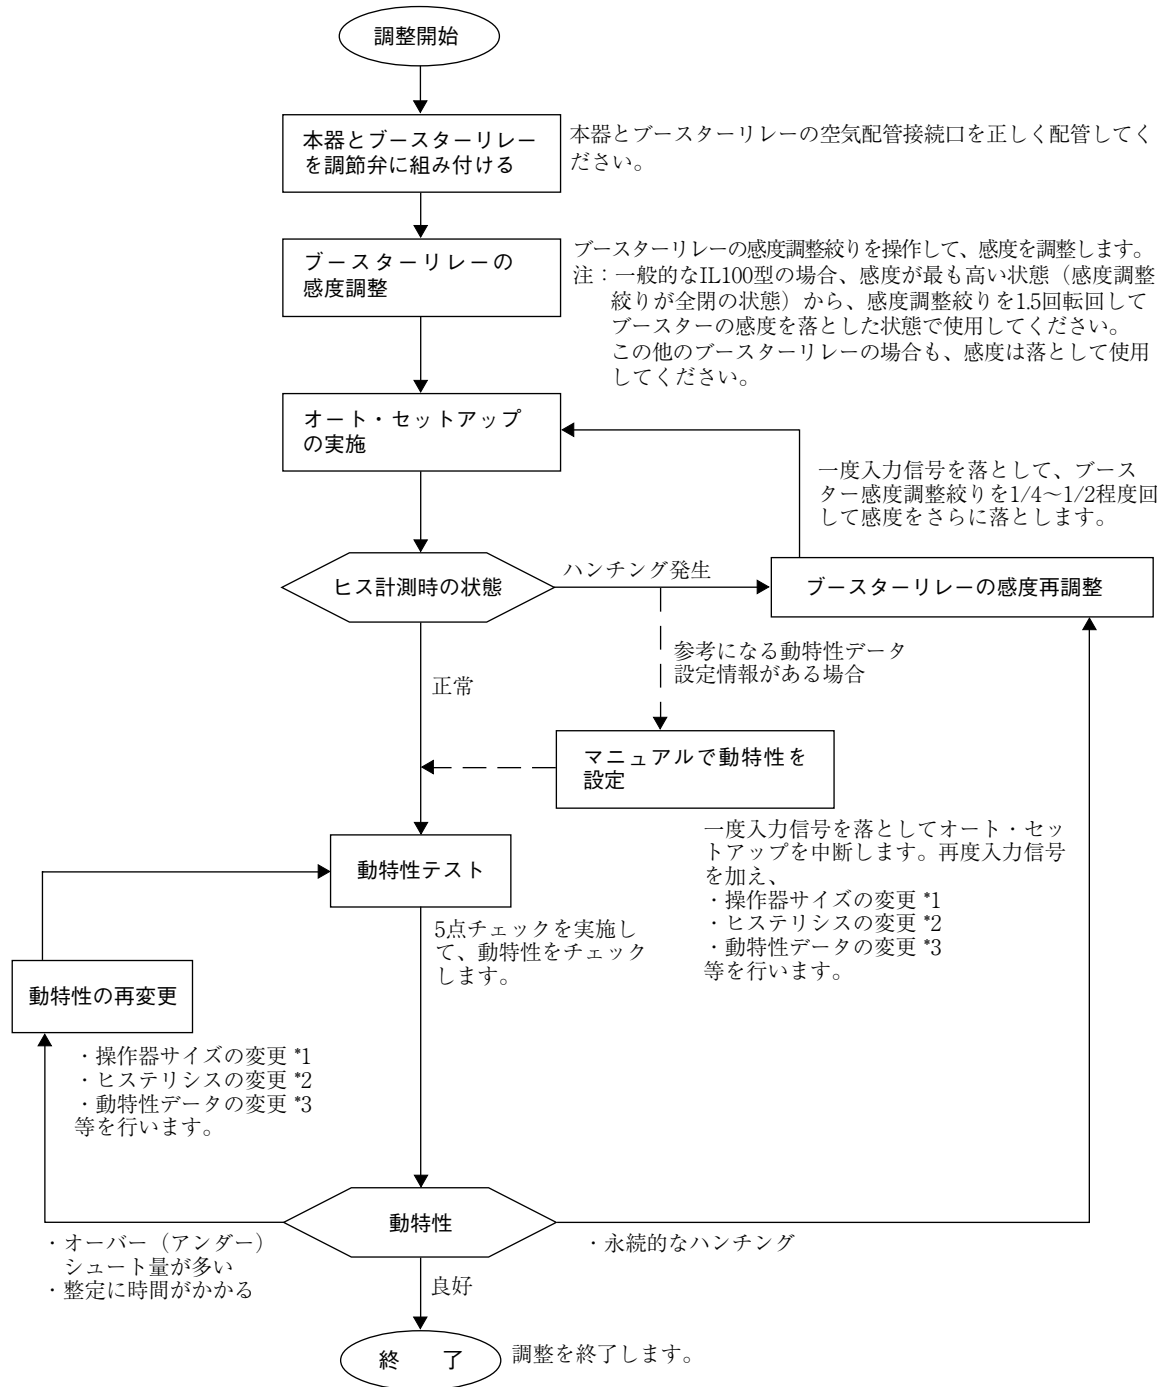 調整開始
本器とブースターリレー
を調節弁に組み付ける
本器とブースターリレーの空気配管接続口を正しく配管してく
ださい。
ブースターリレーの
感度調整
ブースターリレーの感度調整絞りを操作して、感度を調整します。
注：一般的なIL100型の場合、感度が最も高い状態（感度調整
絞りが全閉の状態）から、感度調整絞りを1.5回転回して
ブースターの感度を落とした状態で使用してください。
この他のブースターリレーの場合も、感度は落として使用
してください。
オート・セットアップ
の実施
一度入力信号を落として、ブース
ター感度調整絞りを1/4～1/2程度回
して感度をさらに落とします。
ヒス計測時の状態
ハンチング発生
ブースターリレーの感度再調整
参考になる動特性データ
設定情報がある場合
正常
マニュアルで動特性を
設定
一度入力信号を落としてオート・セッ
トアップを中断します。再度入力信号
を加え、
・操作器サイズの変更 *1
・ヒステリシスの変更 *2
・動特性データの変更 *3
等を行います。
動特性テスト
5点チェックを実施し
て、動特性をチェック
します。
動特性の再変更
・操作器サイズの変更 *1
・ヒステリシスの変更 *2
・動特性データの変更 *3
等を行います。
動特性
・オーバー（アンダー）
シュート量が多い
・整定に時間がかかる
・永続的なハンチング
良好
終　了
調整を終了します。